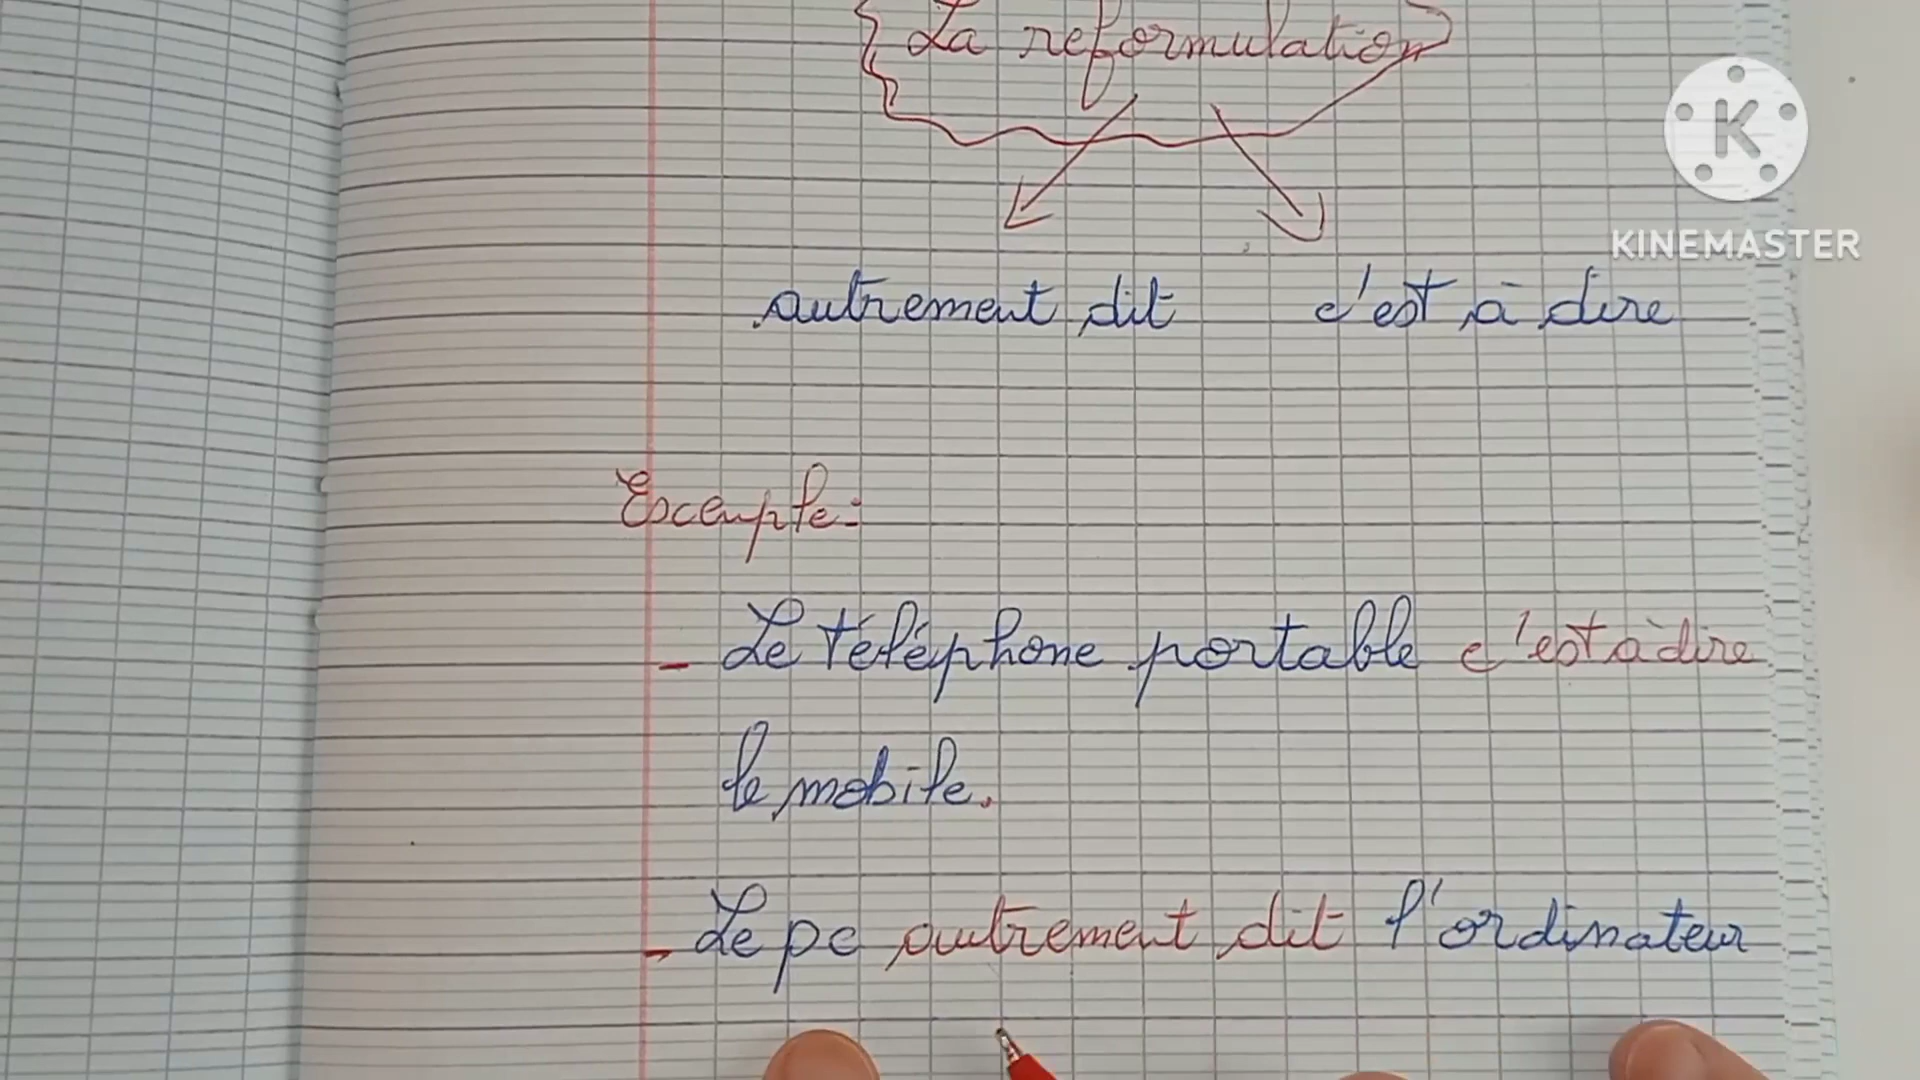 La reformulation
K
KINEMASTER
autrement dit c'est à dire
Exemple:
- Le téléphone portable c'est à dire
le mobile.
- Le pc autrement dit l'ordinateur